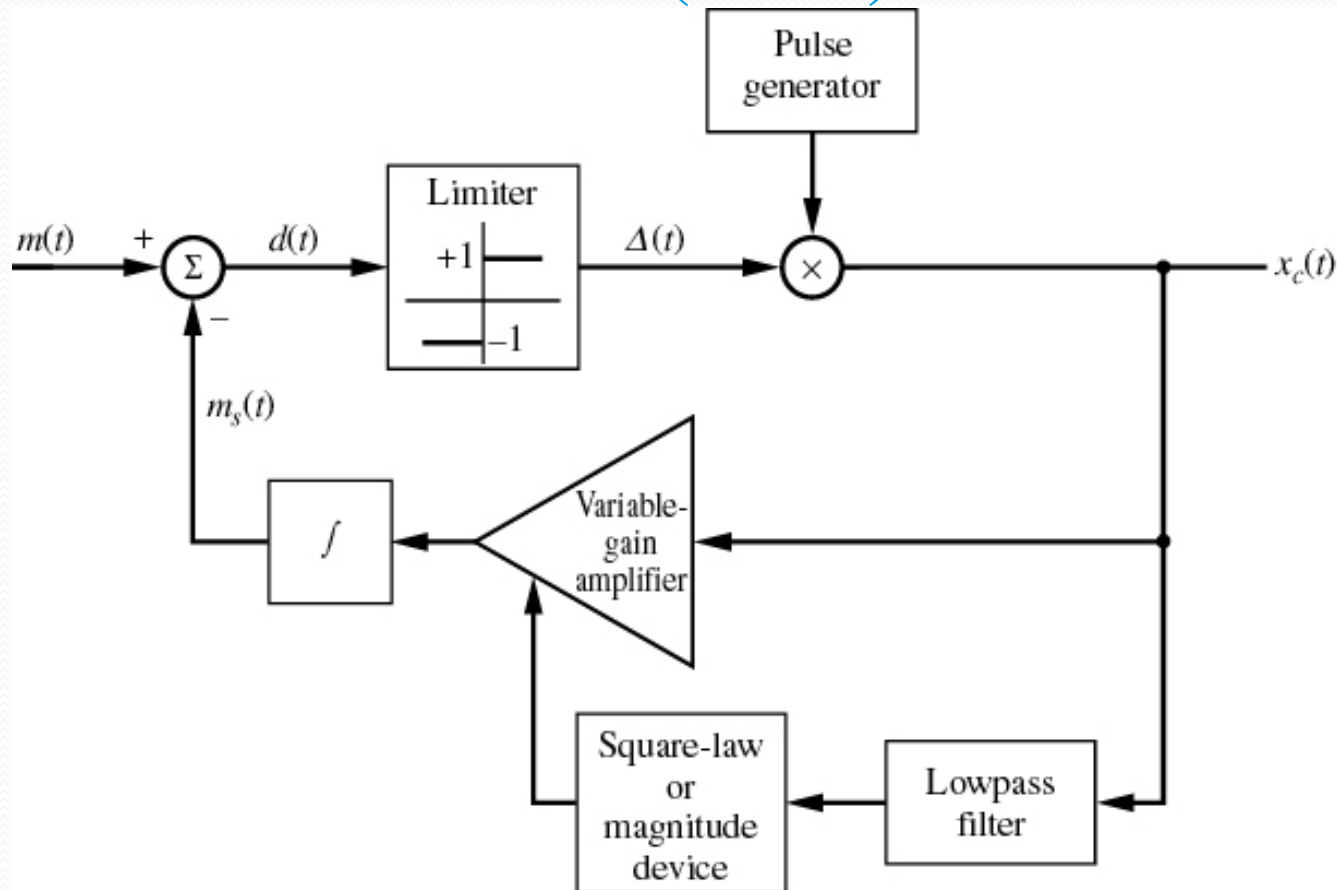 Pulse
generator
Limiter
m(t)
+
Σ
d(t)
+1
−1
Δ(t)
×
x_c(t)
−
m_s(t)
∫
Variable-
gain
amplifier
Square-law
or
magnitude
device
Lowpass
filter